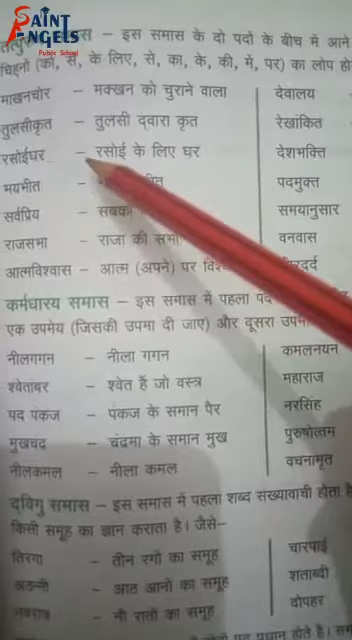 SAINT
ANGELS
Public School
समास – इस समास के दो पदों के बीच में आने
चिह्नों (को, से, के लिए, से, का, के, की, में, पर) का लोप हो
माखनचोर – मक्खन को चुराने वाला देवालय
तुलसीकृत – तुलसी द्वारा कृत रेखांकित
रसोईघर – रसोई के लिए घर देशभक्ति
भयभीत पदमुक्त
सर्वप्रिय – सबका समयानुसार
राजसभा – राजा की सभा वनवास
आत्मविश्वास – आत्म (अपने) पर
कर्मधारय समास – इस समास में पहला पद
एक उपमेय (जिसकी उपमा दी जाए) और दूसरा
नीलगगन – नीला गगन कमलनयन
श्वेतांबर – श्वेत हैं जो वस्त्र महाराज
पद पंकज – पंकज के समान पैर नरसिंह
मुखचंद्र – चंद्रमा के समान मुख पुरुषोत्तम
नीलकमल – नीला कमल वचनामृत
द्विगु समास – इस समास में पहला शब्द संख्यावाची होता है
किसी समूह का ज्ञान कराता है। जैसे–
तिरंगा – तीन रंगों का समूह चारपाई
अठन्नी – आठ आनों का समूह शताब्दी
नवरात्र – नौ रातों का समूह दोपहर